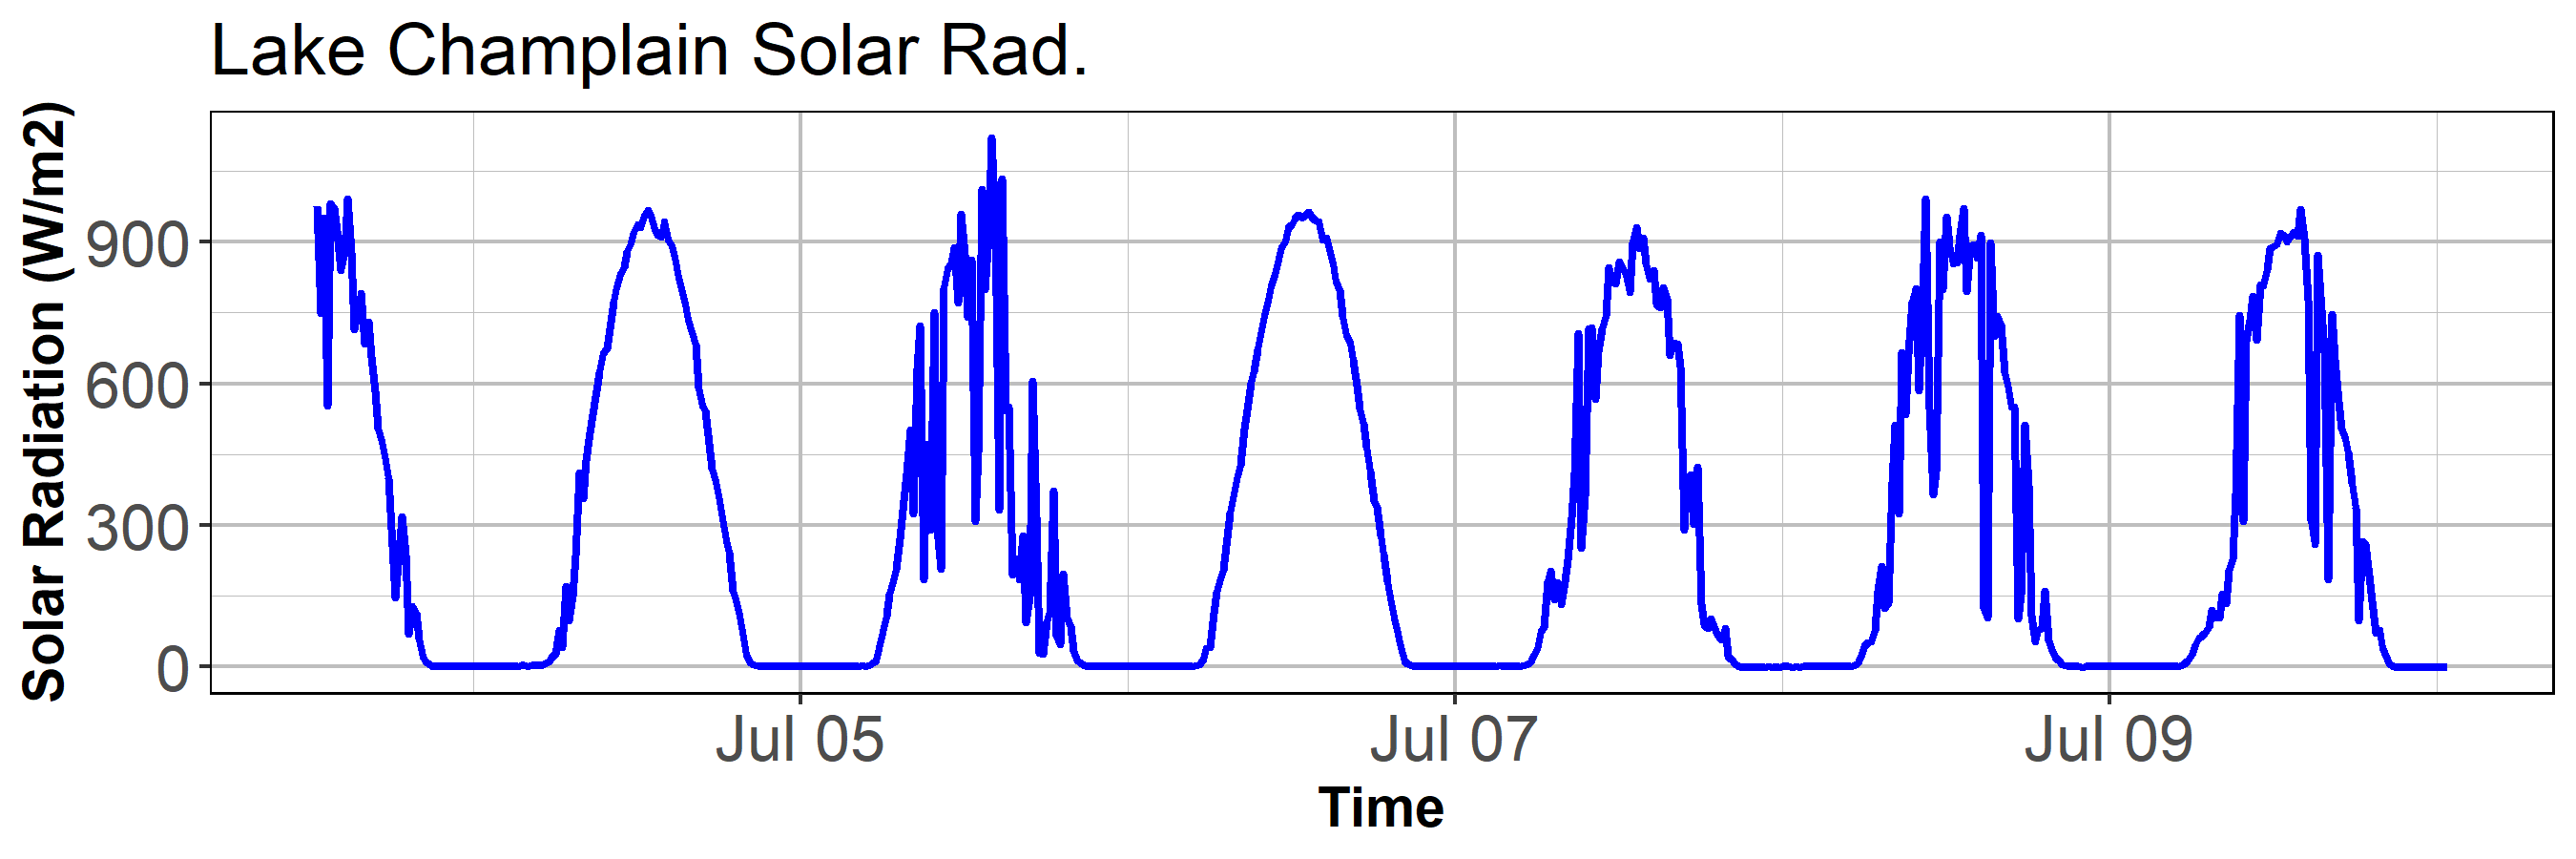 Lake Champlain Solar Rad.
Solar Radiation (W/m2)
900
600
300
0
Jul 05 Jul 07 Jul 09
Time